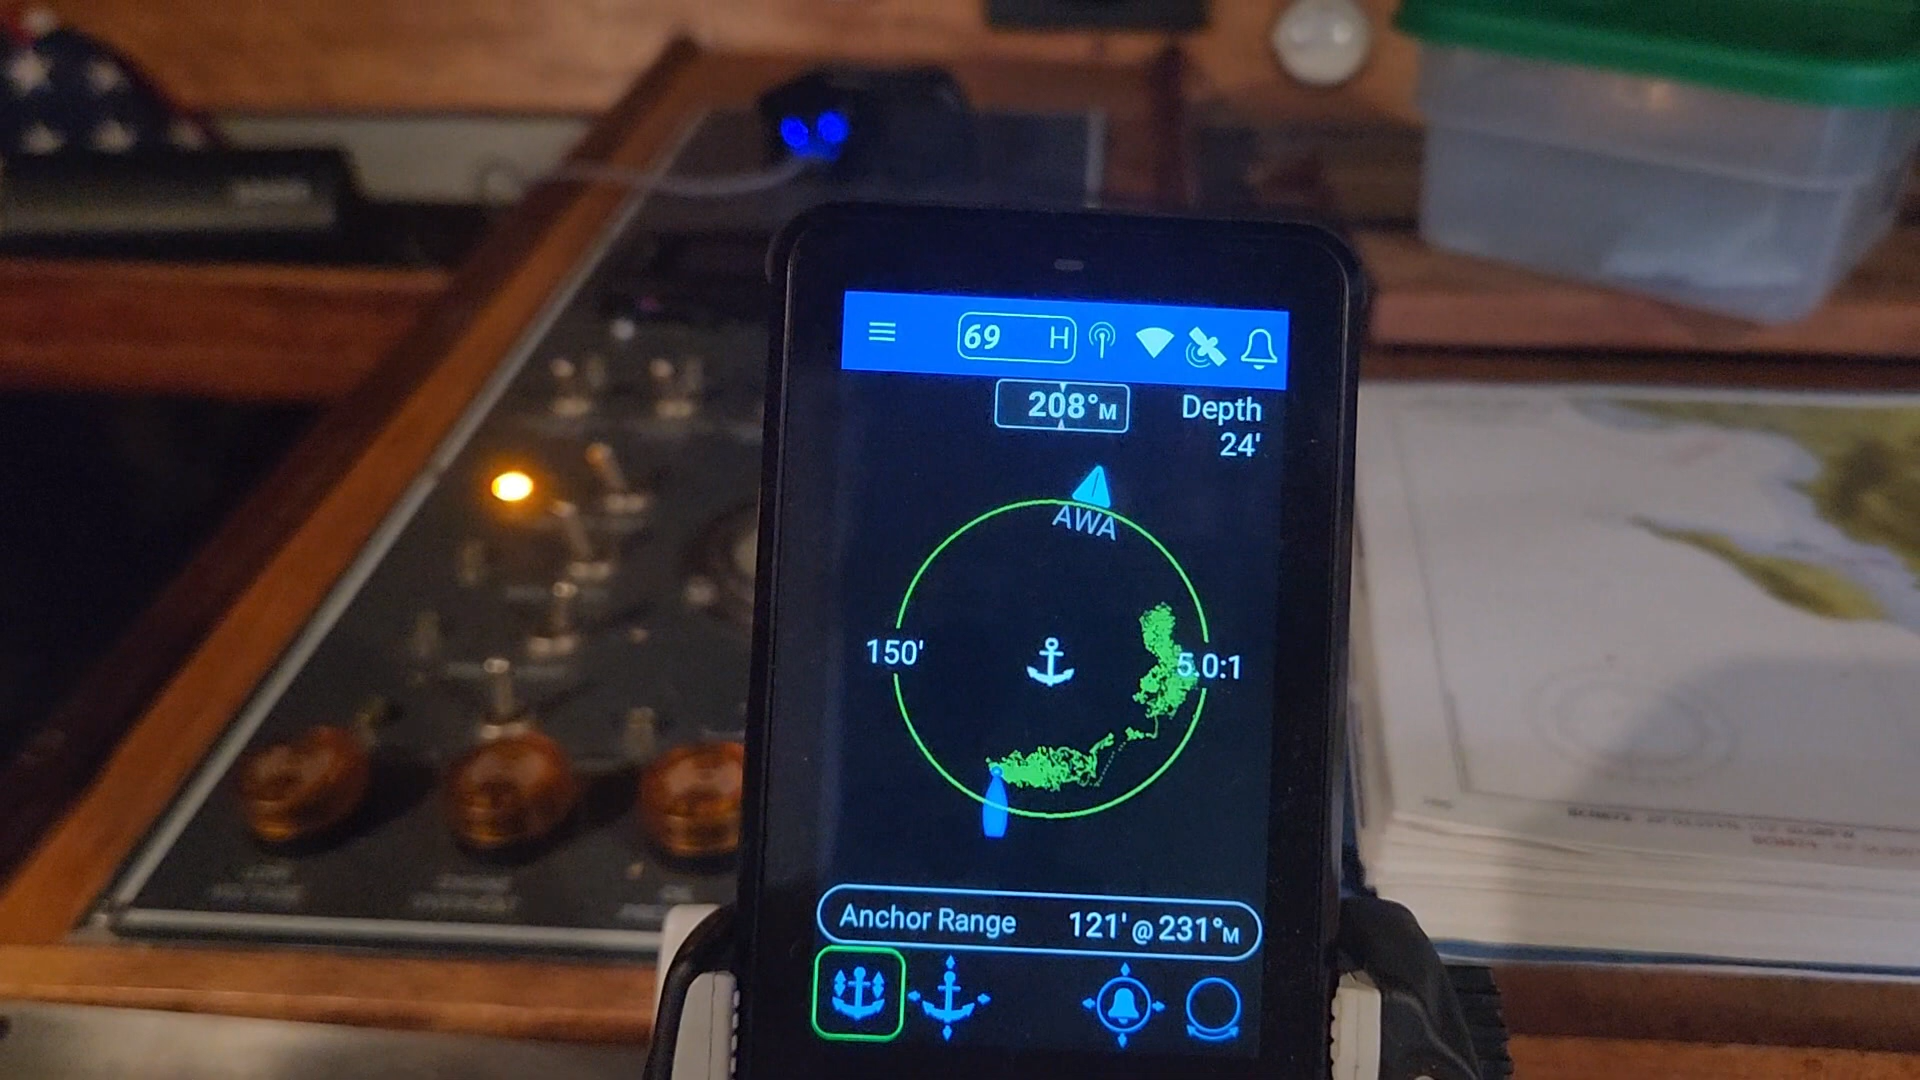 69 H
208°M
Depth
24'
AWA
150'
5.0:1
Anchor Range 121' @ 231°M